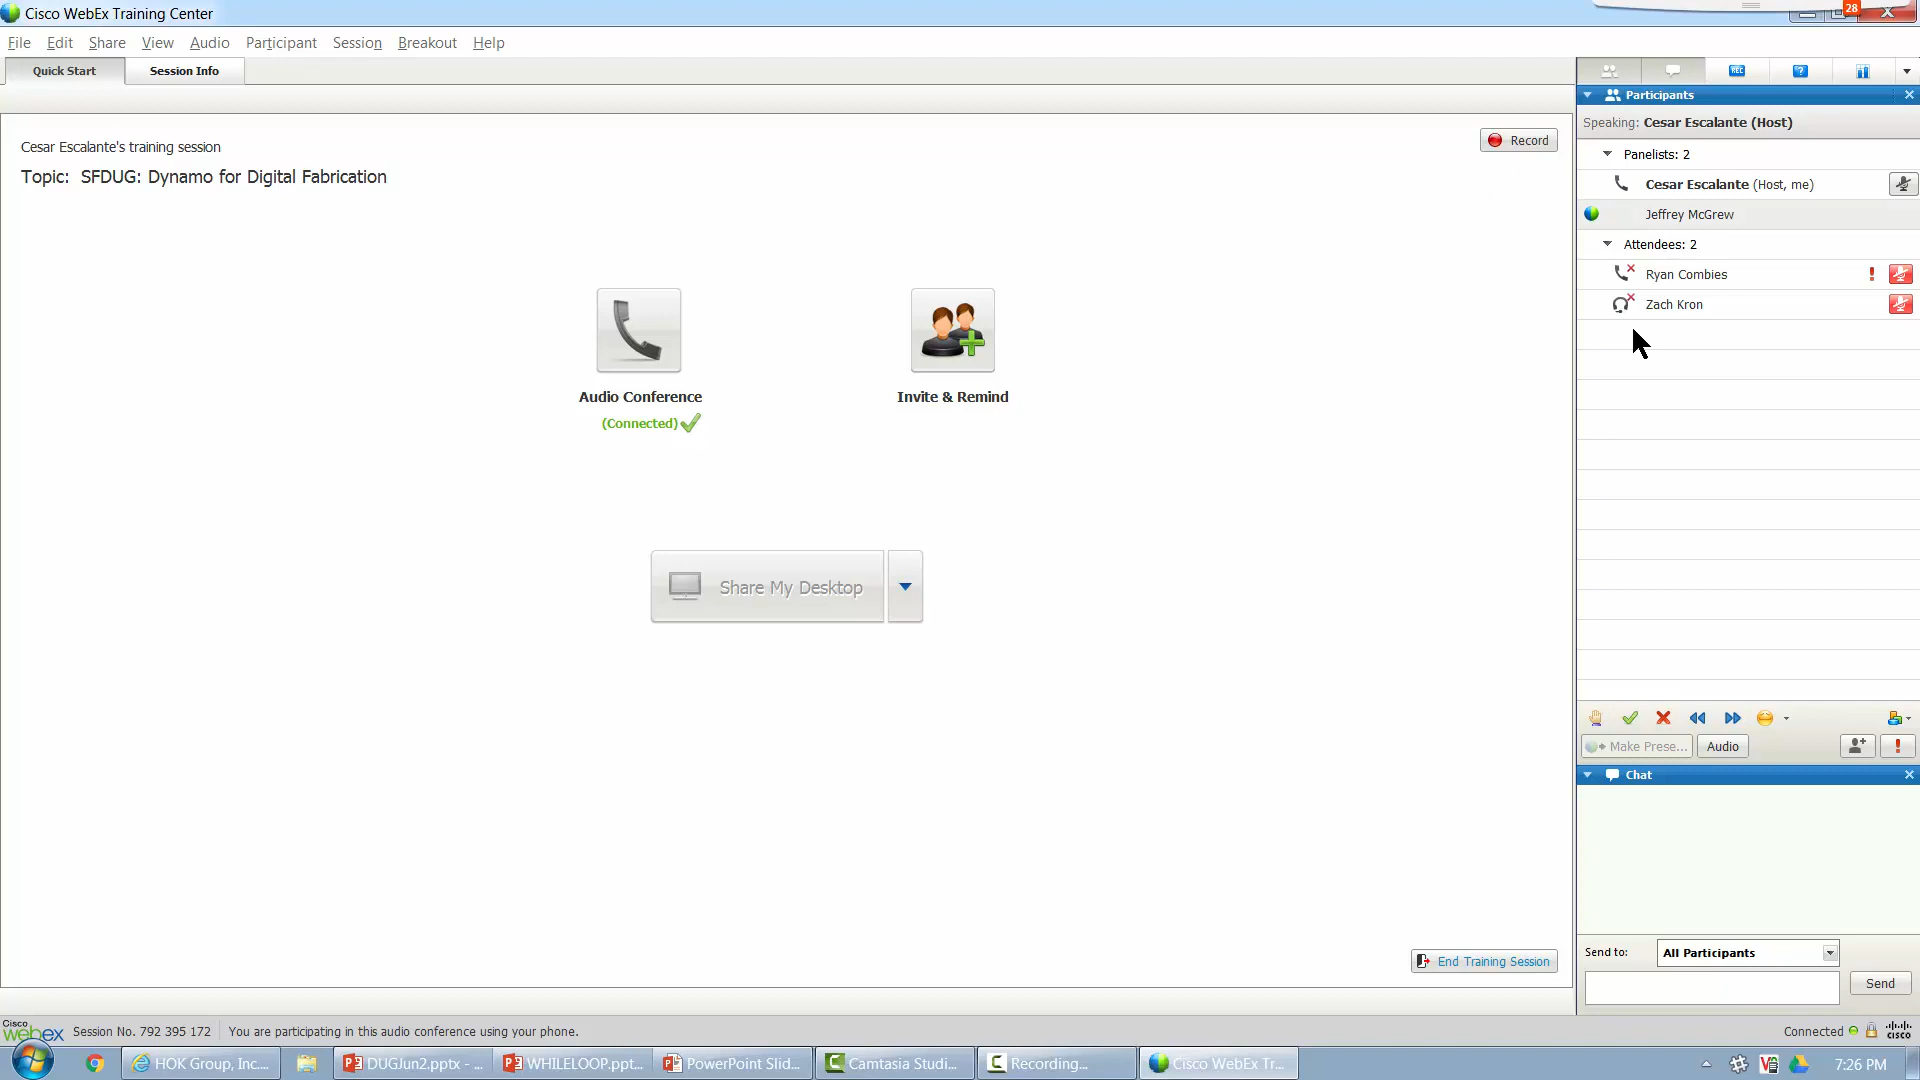 Cisco WebEx Training Center
28
File Edit Share View Audio Participant Session Breakout Help
Quick Start Session Info
REC
?
Participants
Speaking: Cesar Escalante (Host)
Cesar Escalante's training session
Record
Topic: SFDUG: Dynamo for Digital Fabrication
Panelists: 2
Cesar Escalante (Host, me)
Jeffrey McGrew
Attendees: 2
Ryan Combies !
Zach Kron
Audio Conference
(Connected)
Invite & Remind
Share My Desktop
Make Prese... Audio !
Chat
Send to: All Participants
End Training Session
Send
Cisco webex Session No. 792 395 172 You are participating in this audio conference using your phone.
Connected cisco
HOK Group, Inc.... DUGJun2.pptx - ... WHILELOOP.ppt... PowerPoint Slid... Camtasia Studi... Recording... Cisco WebEx Tr... 7:26 PM